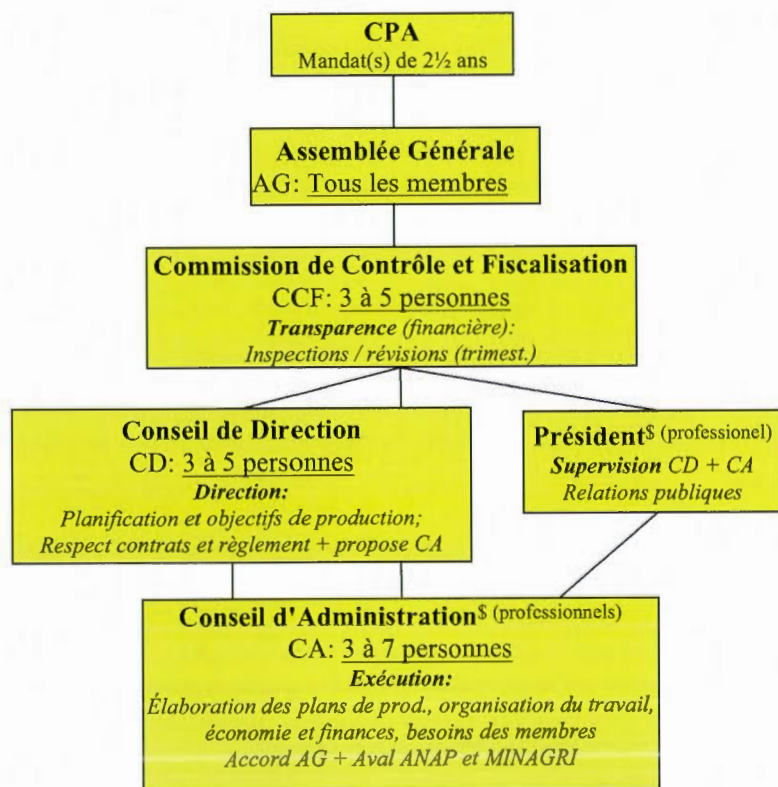 CPA
Mandat(s) de 2½ ans
Assemblée Générale
AG: Tous les membres
Commission de Contrôle et Fiscalisation
CCF: 3 à 5 personnes
Transparence (financière):
Inspections / révisions (trimest.)
Conseil de Direction
CD: 3 à 5 personnes
Direction:
Planification et objectifs de production;
Respect contrats et règlement + propose CA
Président$ (professionel)
Supervision CD + CA
Relations publiques
Conseil d'Administration$ (professionnels)
CA: 3 à 7 personnes
Exécution:
Élaboration des plans de prod., organisation du travail,
économie et finances, besoins des membres
Accord AG + Aval ANAP et MINAGRI